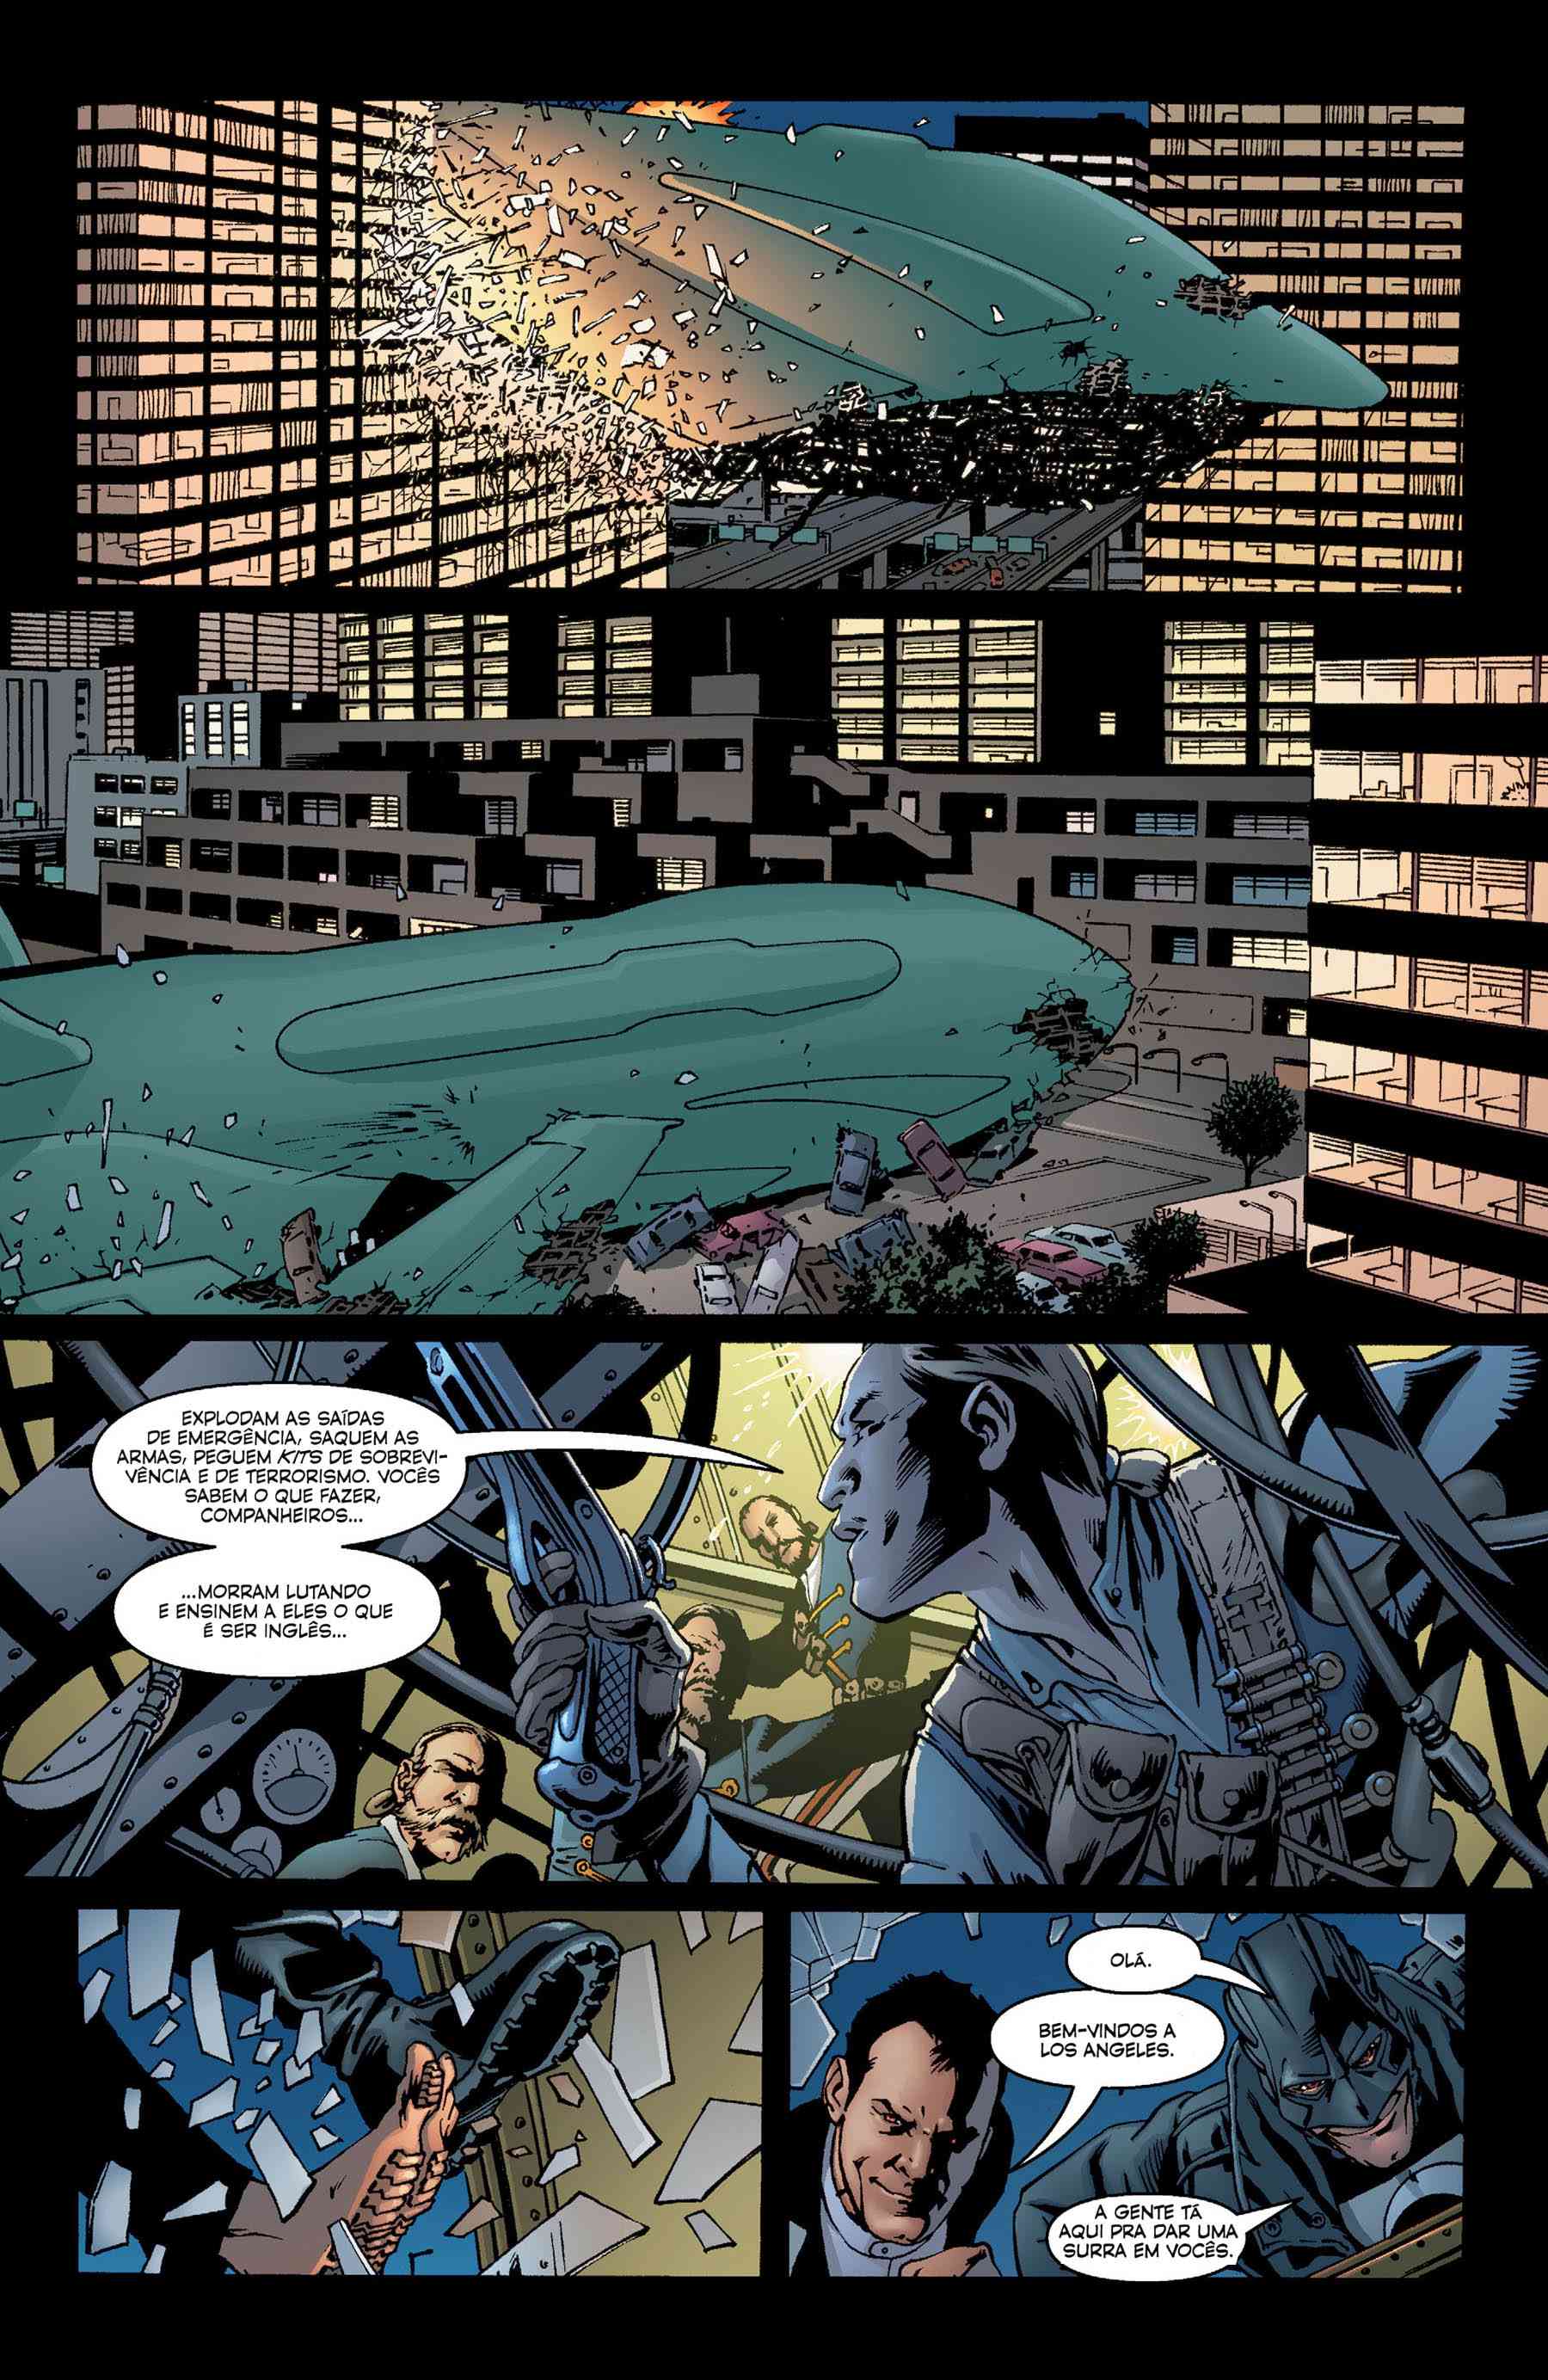 EXPLODAM AS SAÍDAS
DE EMERGÊNCIA, SAQUEM AS
ARMAS, PEGUEM KITS DE SOBREVI-
VÊNCIA E DE TERRORISMO. VOCÊS
SABEM O QUE FAZER,
COMPANHEIROS...
...MORRAM LUTANDO
E ENSINEM A ELES O QUE
É SER INGLÊS...
OLÁ.
BEM-VINDOS A
LOS ANGELES.
A GENTE TÁ
AQUI PRA DAR UMA
SURRA EM VOCÊS.